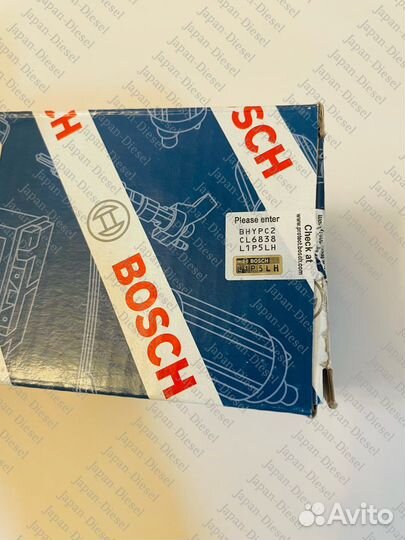 BOSCH
BOSCH
Please enter
BHYPC2
CL6838
L1P5LH
BOSCH
L1P5LH
Check at
www.protect.bosch.com
BOSCH
Japan-Diesel
Avito